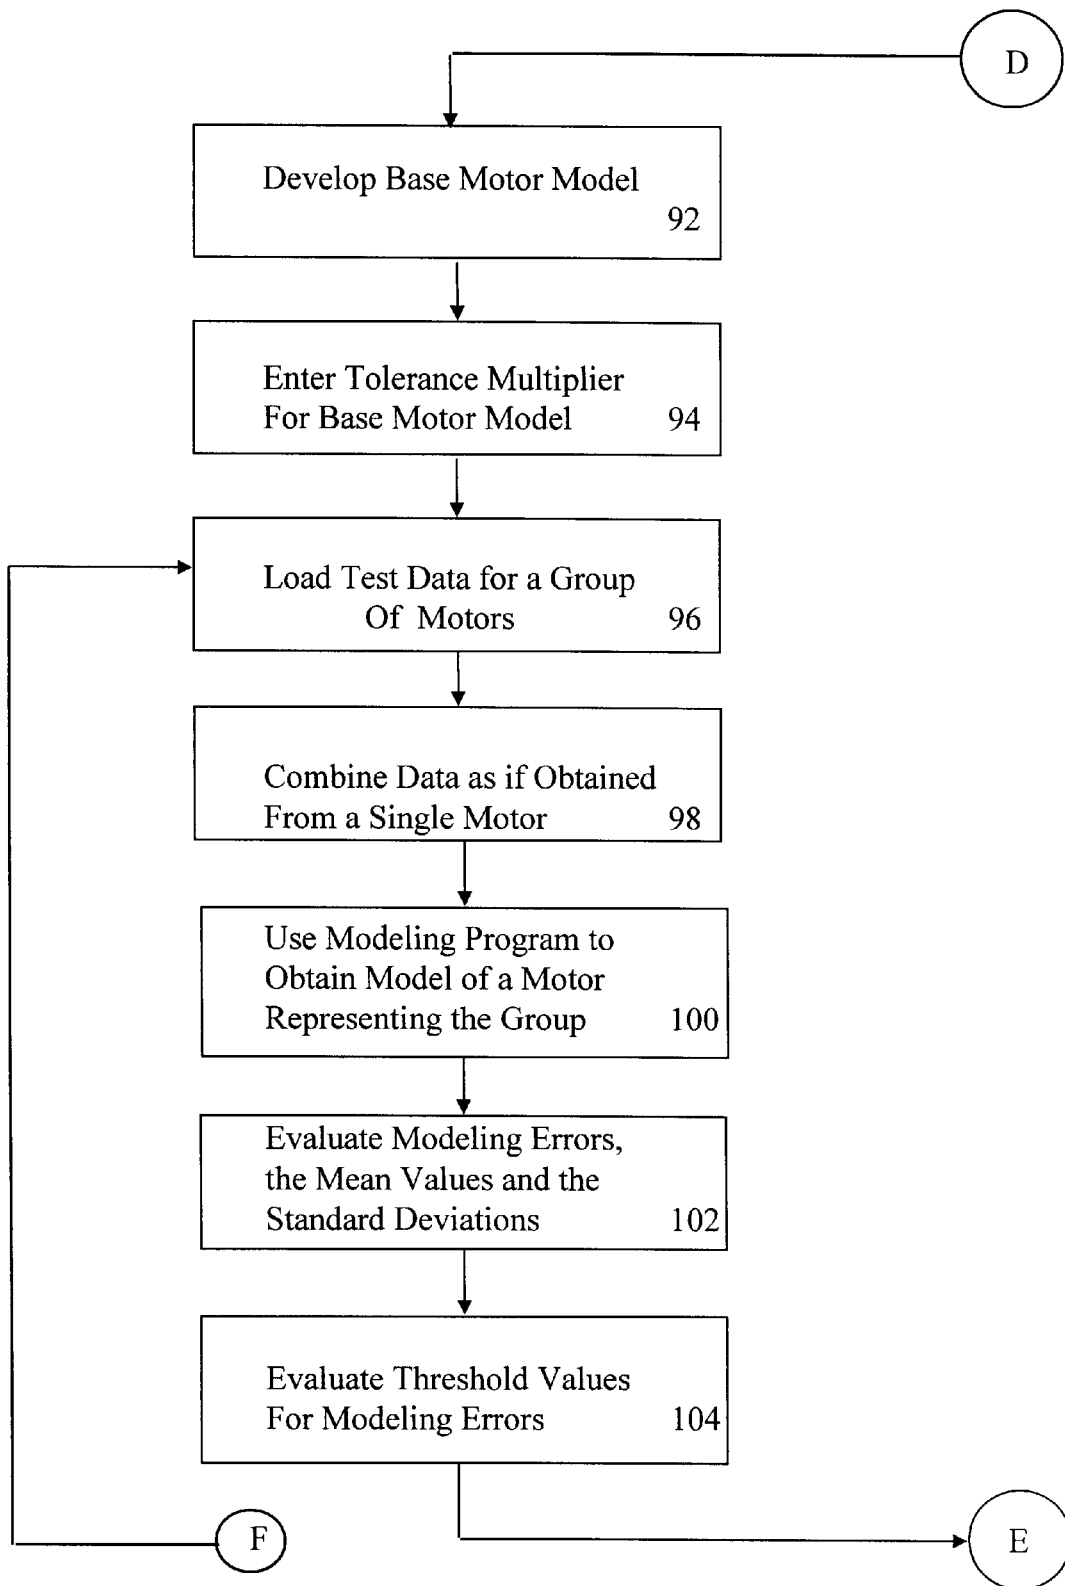 D
Develop Base Motor Model
92
Enter Tolerance Multiplier
For Base Motor Model 94
Load Test Data for a Group
Of Motors 96
Combine Data as if Obtained
From a Single Motor 98
Use Modeling Program to
Obtain Model of a Motor
Representing the Group 100
Evaluate Modeling Errors,
the Mean Values and the
Standard Deviations 102
Evaluate Threshold Values
For Modeling Errors 104
F
E